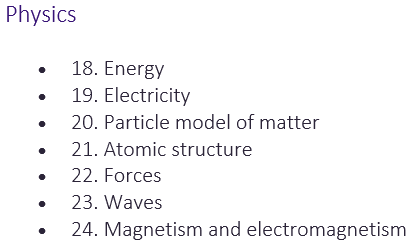 Physics
• 18. Energy
• 19. Electricity
• 20. Particle model of matter
• 21. Atomic structure
• 22. Forces
• 23. Waves
• 24. Magnetism and electromagnetism